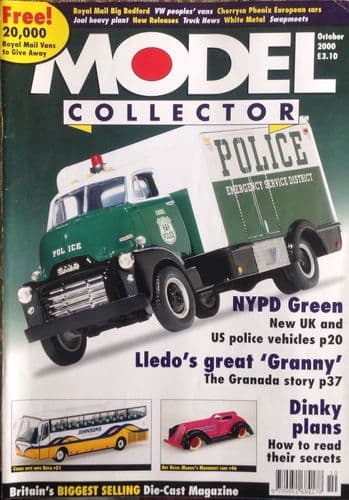 Free!
20,000
Royal Mail Vans
to Give Away
Royal Mail Big Bedford VW peoples' vans Cherryca Phenix European cars
Joal heavy plant New Releases Truck News White Metal Swapmeets
MODEL
COLLECTOR
October
2000
£3.10
POLICE
EMERGENCY SERVICE DISTRICT
POLICE
NYPD Green
New UK and
US police vehicles p20
Lledo's great 'Granny'
The Granada story p37
JOHNSONS
Dinky
plans
How to read
their secrets
Britain's BIGGEST SELLING Die-Cast Magazine